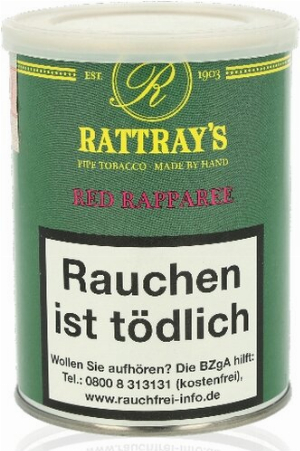 EST. R 1903
RATTRAY'S
PIPE TOBACCO · MADE BY HAND
RED RAPPAREE
Rauchen
ist tödlich
Wollen Sie aufhören? Die BZgA hilft:
Tel.: 0800 8 313131 (kostenfrei),
www.rauchfrei-info.de